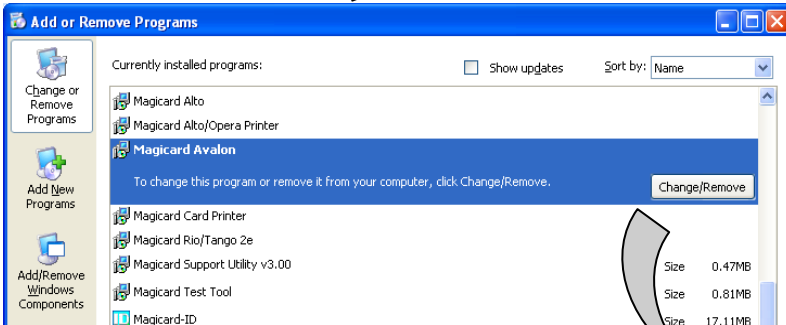 Add or Remove Programs
Change or
Remove
Programs
Currently installed programs:
Show updates
Sort by: Name
Magicard Alto
Magicard Alto/Opera Printer
Magicard Avalon
To change this program or remove it from your computer, click Change/Remove.
Change/Remove
Add New
Programs
Magicard Card Printer
Magicard Rio/Tango 2e
Magicard Support Utility v3.00 Size 0.47MB
Add/Remove
Windows
Components
Magicard Test Tool Size 0.81MB
Magicard-ID Size 17.11MB